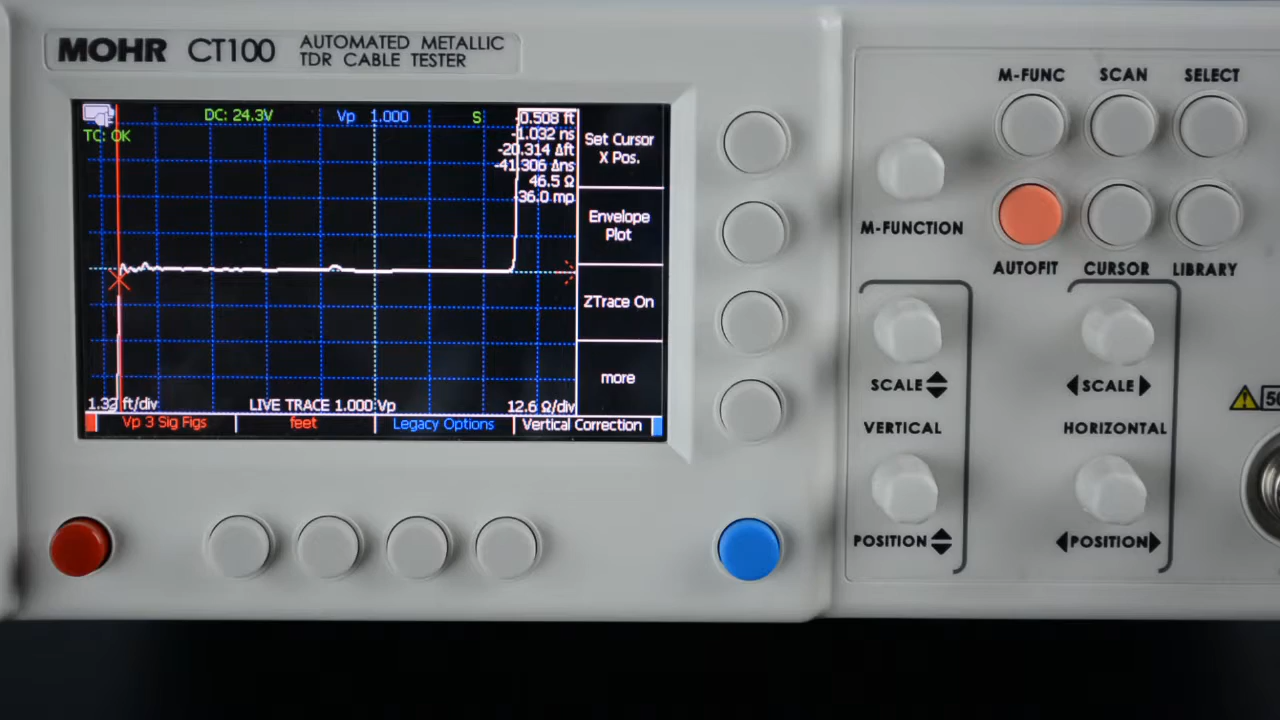 MOHR CT100 AUTOMATED METALLIC
TDR CABLE TESTER
DC: 24.3V Vp 1.000 S
TC: OK
-0.508 ft
-1.032 ns
-20.314 Δft
-41.306 Δns
46.5 Ω
-36.0 mρ
Set Cursor
X Pos.
Envelope
Plot
ZTrace On
more
1.32 ft/div LIVE TRACE 1.000 Vp 12.6 Ω/div
Vp 3 Sig Figs feet Legacy Options Vertical Correction
M-FUNC SCAN SELECT
M-FUNCTION
AUTOFIT CURSOR LIBRARY
SCALE SCALE
VERTICAL HORIZONTAL
POSITION POSITION